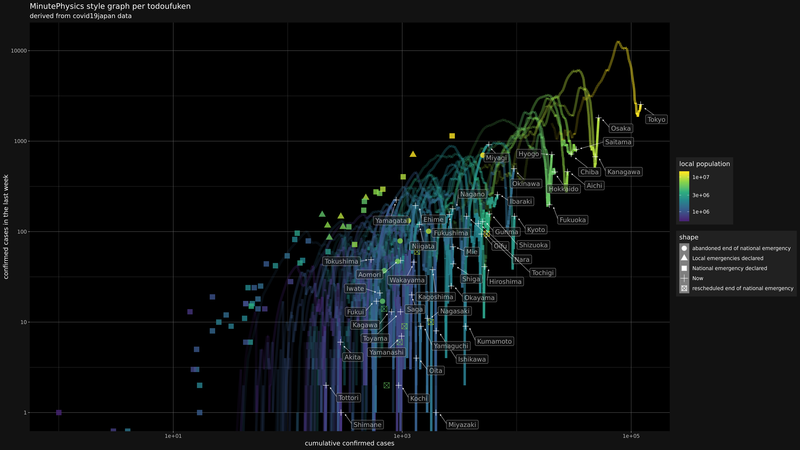 MinutePhysics style graph per todoufuken
derived from covid19japan data
10000
1000
100
10
1
confirmed cases in the last week
1e+01
1e+03
1e+05
cumulative confirmed cases
Tokyo
Osaka
Saitama
Hyogo
Miyagi
Chiba
Kanagawa
Okinawa
Hokkaido
Aichi
Nagano
Ibaraki
Yamagata
Ehime
Fukuoka
Fukushima
Gunma
Kyoto
Niigata
Gifu
Shizuoka
Mie
Tokushima
Nara
Aomori
Tochigi
Wakayama
Shiga
Hiroshima
Iwate
Kagoshima
Okayama
Fukui
Saga
Nagasaki
Kagawa
Toyama
Kumamoto
Yamanashi
Yamaguchi
Akita
Ishikawa
Oita
Tottori
Kochi
Shimane
Miyazaki
local population
1e+07
3e+06
1e+06
shape
abandoned end of national emergency
Local emergencies declared
National emergency declared
Now
rescheduled end of national emergency